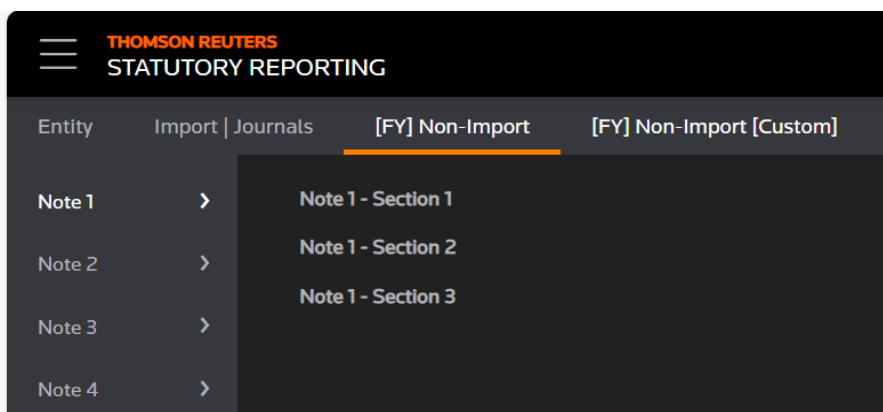 THOMSON REUTERS
STATUTORY REPORTING
Entity Import | Journals [FY] Non-Import [FY] Non-Import [Custom]
Note 1
Note 2
Note 3
Note 4
Note 1 - Section 1
Note 1 - Section 2
Note 1 - Section 3